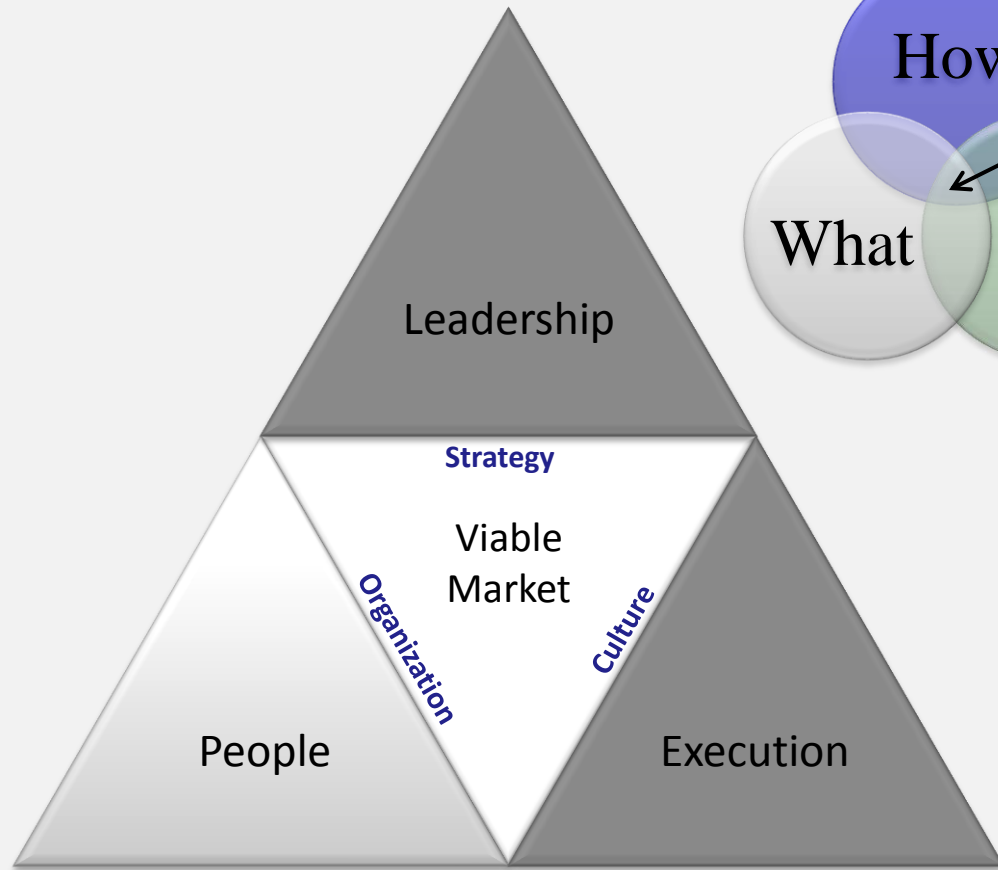 How
What
Leadership
Strategy
Viable
Market
Organization
Culture
People
Execution